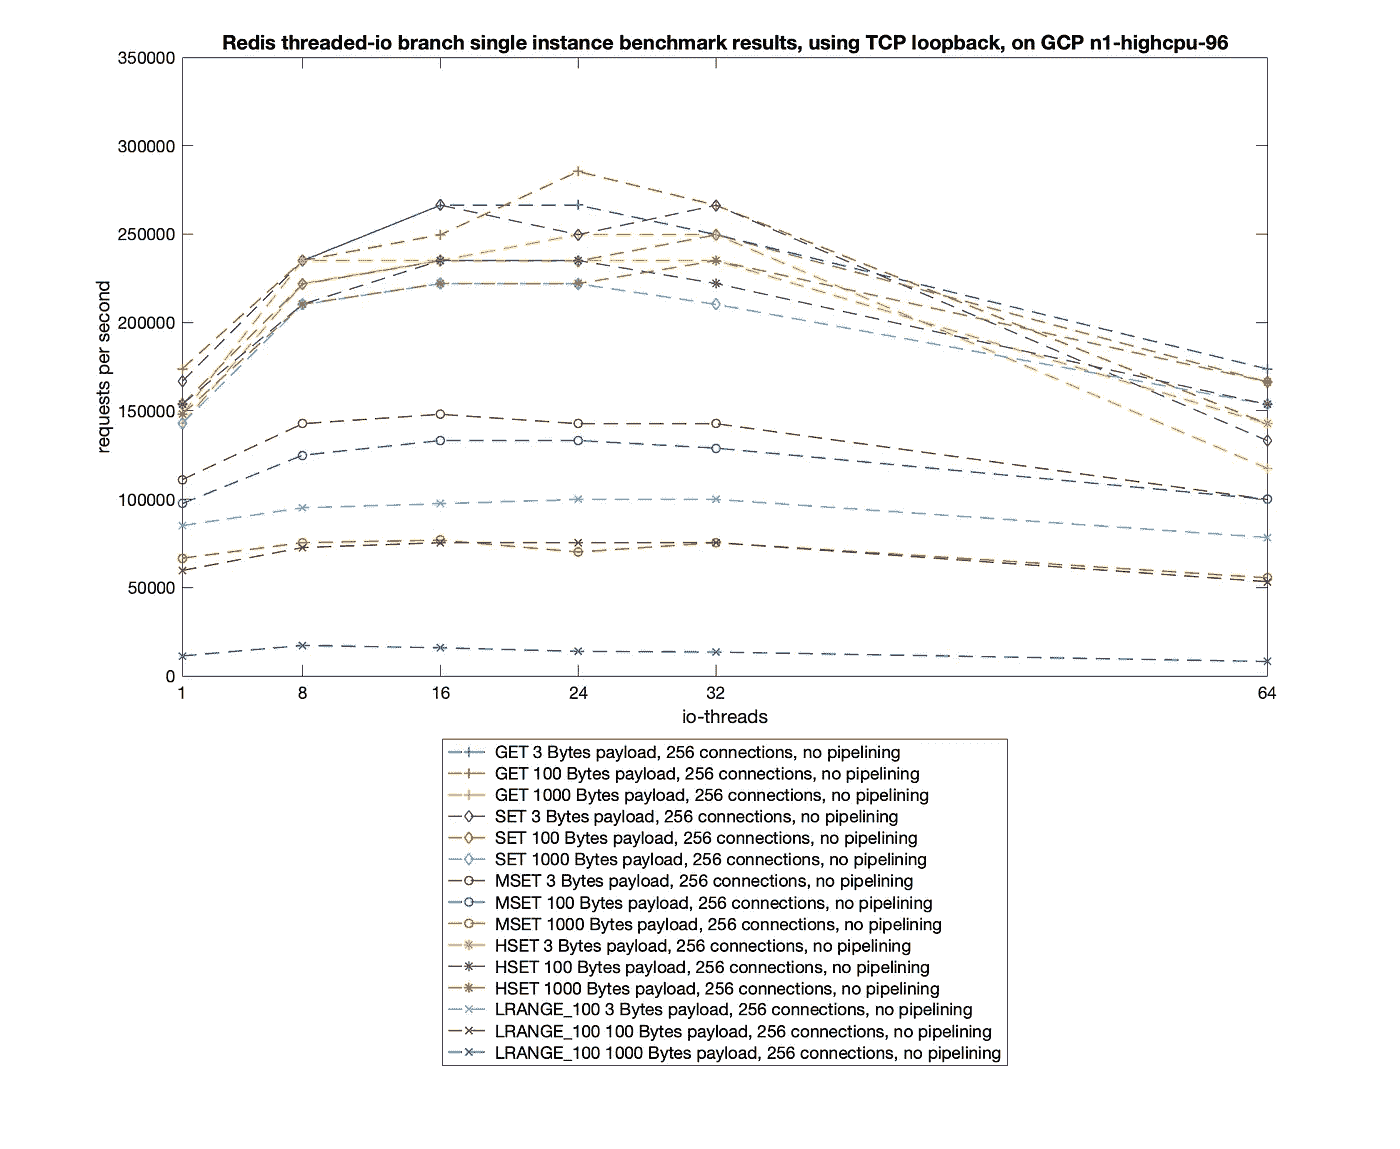 Redis threaded-io branch single instance benchmark results, using TCP loopback, on GCP n1-highcpu-96
350000
300000
250000
200000
150000
100000
50000
0
requests per second
1 8 16 24 32 64
io-threads
GET 3 Bytes payload, 256 connections, no pipelining
GET 100 Bytes payload, 256 connections, no pipelining
GET 1000 Bytes payload, 256 connections, no pipelining
SET 3 Bytes payload, 256 connections, no pipelining
SET 100 Bytes payload, 256 connections, no pipelining
SET 1000 Bytes payload, 256 connections, no pipelining
MSET 3 Bytes payload, 256 connections, no pipelining
MSET 100 Bytes payload, 256 connections, no pipelining
MSET 1000 Bytes payload, 256 connections, no pipelining
HSET 3 Bytes payload, 256 connections, no pipelining
HSET 100 Bytes payload, 256 connections, no pipelining
HSET 1000 Bytes payload, 256 connections, no pipelining
LRANGE_100 3 Bytes payload, 256 connections, no pipelining
LRANGE_100 100 Bytes payload, 256 connections, no pipelining
LRANGE_100 1000 Bytes payload, 256 connections, no pipelining